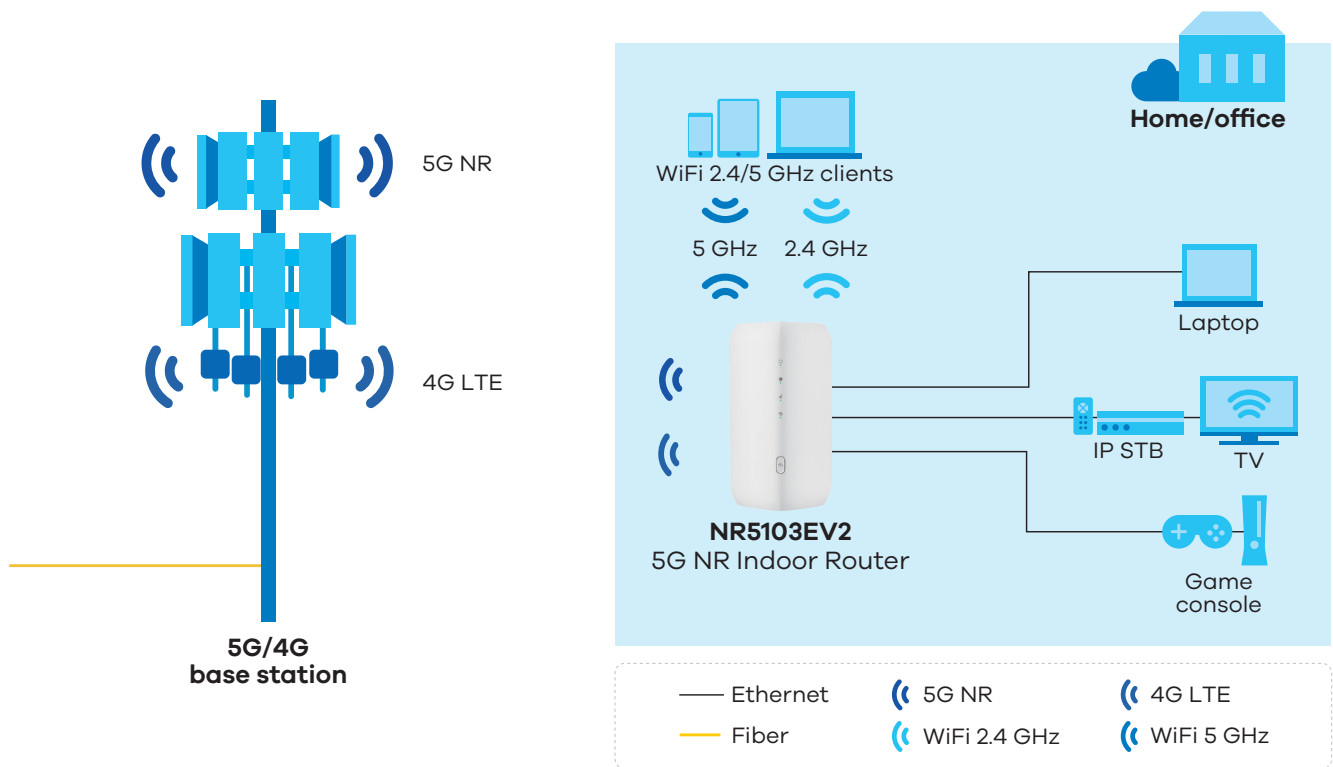 Home/office
5G NR
WiFi 2.4/5 GHz clients
5 GHz
2.4 GHz
Laptop
4G LTE
IP STB
TV
NR5103EV2
5G NR Indoor Router
Game
console
5G/4G
base station
Ethernet
5G NR
4G LTE
Fiber
WiFi 2.4 GHz
WiFi 5 GHz